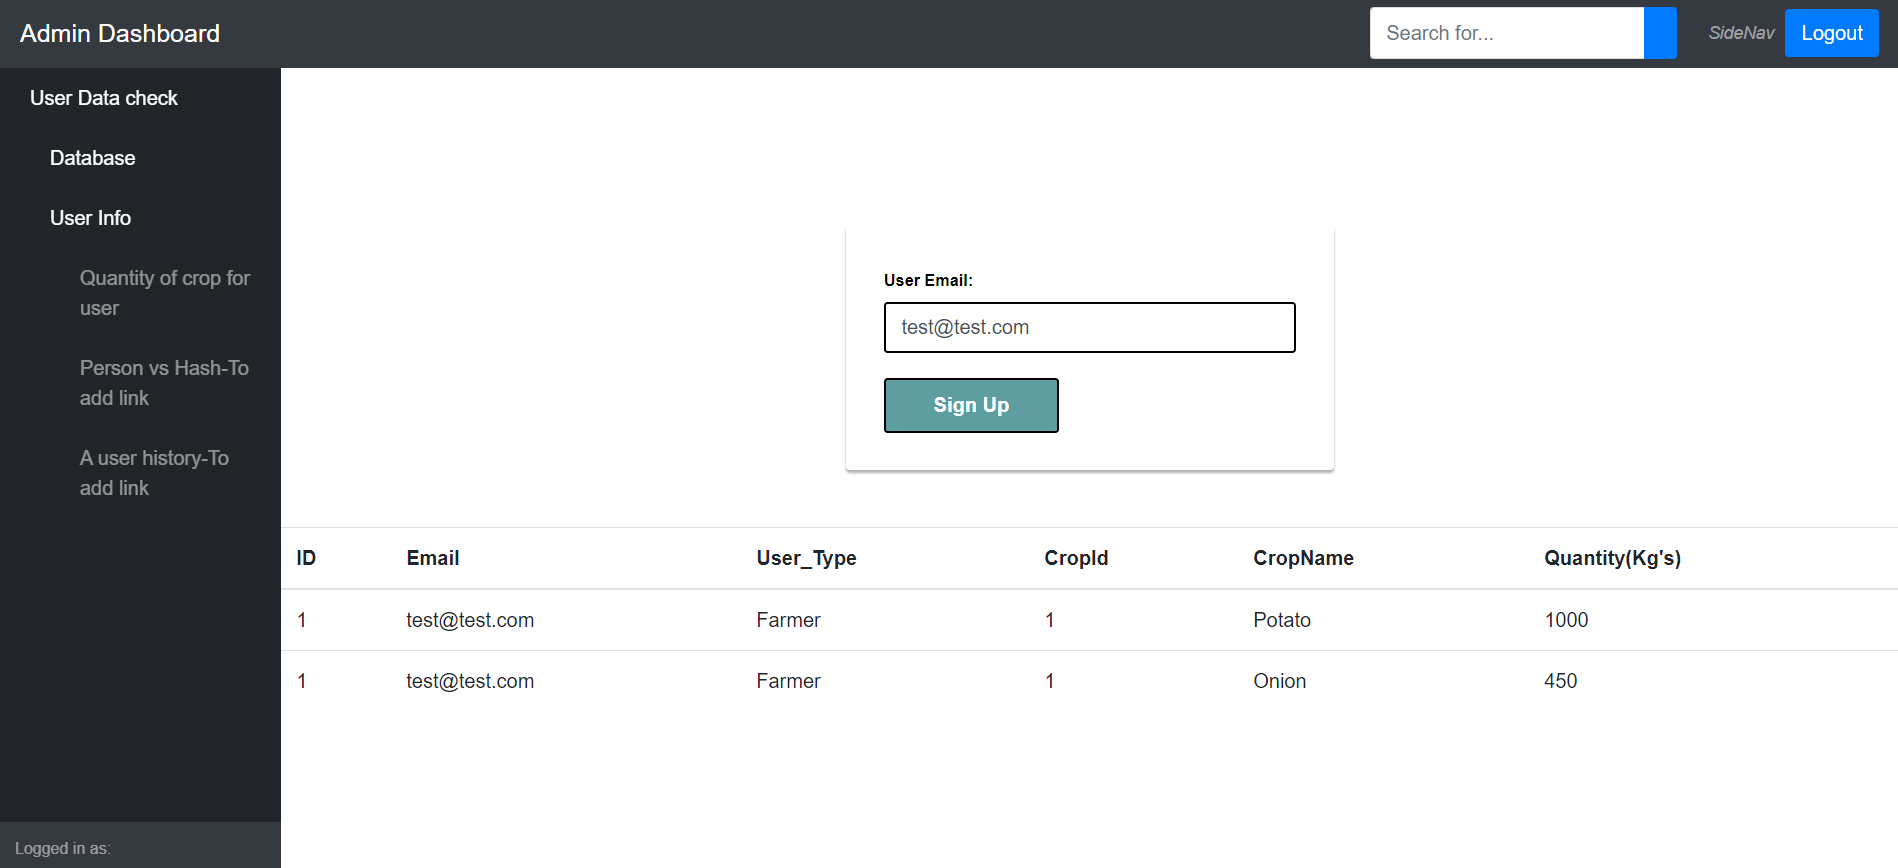 Admin Dashboard
Search for...
SideNav
Logout
User Data check
Database
User Info
Quantity of crop for
user
Person vs Hash-To
add link
A user history-To
add link
Logged in as:
User Email:
test@test.com
Sign Up
ID Email User_Type CropId CropName Quantity(Kg's)
1 test@test.com Farmer 1 Potato 1000
1 test@test.com Farmer 1 Onion 450